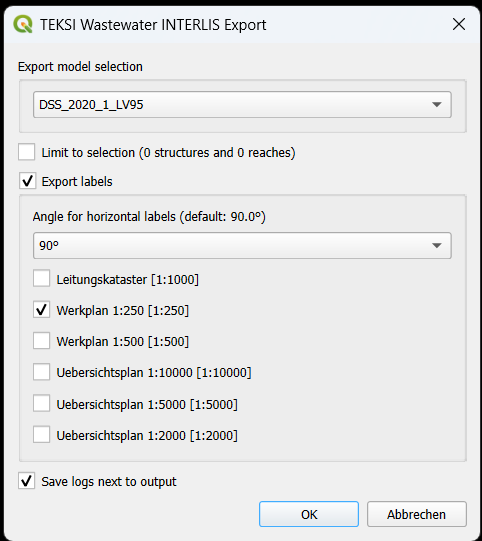 TEKSI Wastewater INTERLIS Export
Export model selection
DSS_2020_1_LV95
Limit to selection (0 structures and 0 reaches)
Export labels
Angle for horizontal labels (default: 90.0°)
90°
Leitungskataster [1:1000]
Werkplan 1:250 [1:250]
Werkplan 1:500 [1:500]
Uebersichtsplan 1:10000 [1:10000]
Uebersichtsplan 1:5000 [1:5000]
Uebersichtsplan 1:2000 [1:2000]
Save logs next to output
OK Abbrechen